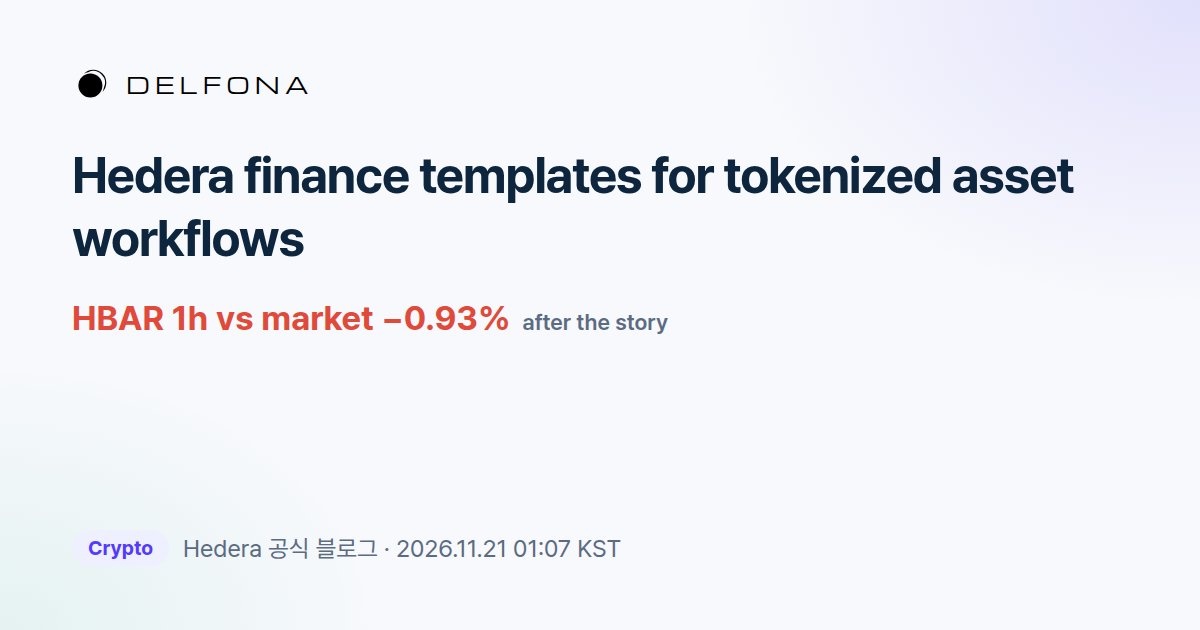 DELFONA
Hedera finance templates for tokenized asset
workflows
HBAR 1h vs market −0.93% after the story
Crypto Hedera 공식 블로그 · 2026.11.21 01:07 KST